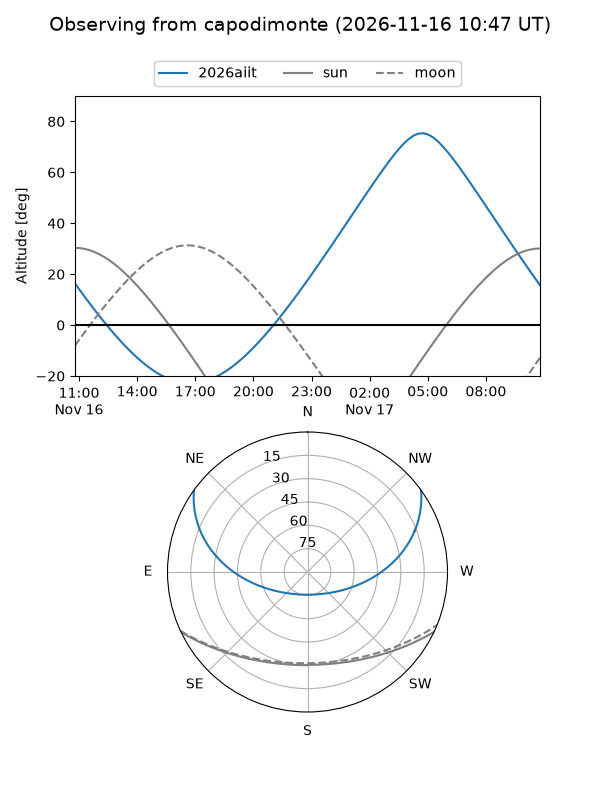 Observing from capodimonte (2026-11-16 10:47 UT)
2026aiit sun moon
Altitude [deg]
80
60
40
20
0
−20
11:00 14:00 17:00 20:00 23:00 02:00 05:00 08:00
Nov 16 Nov 17
N
NE NW
15
30
45
60
75
E W
SE SW
S